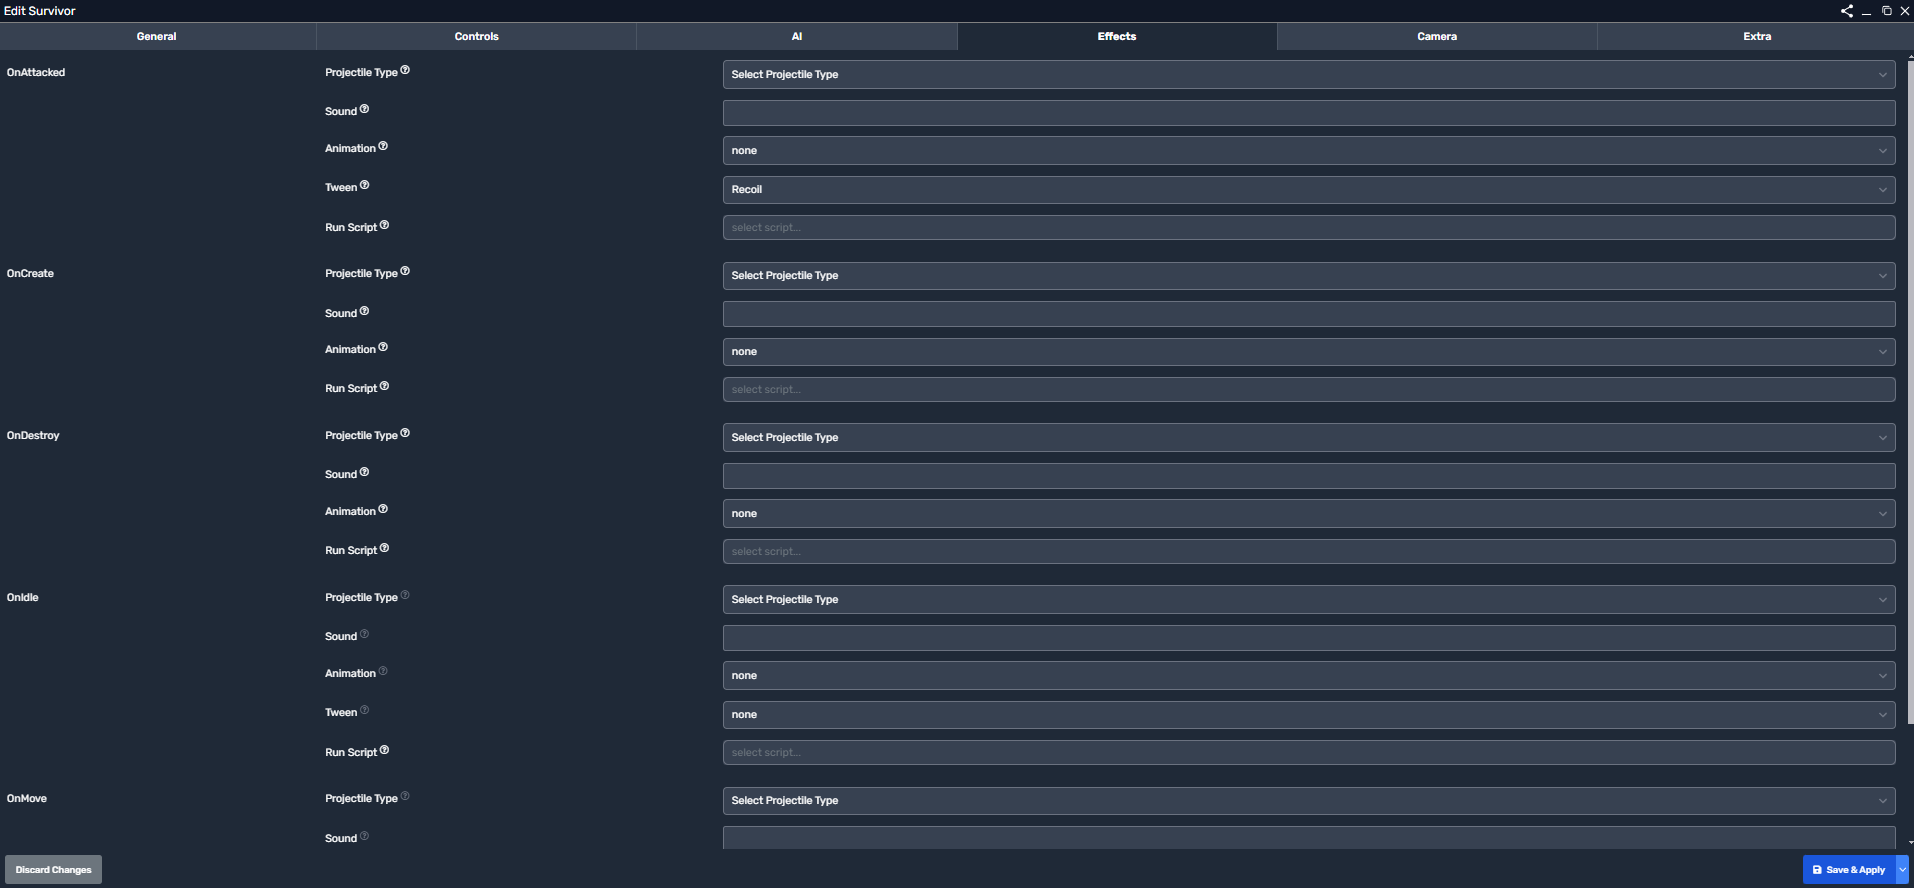 Edit Survivor
General Controls AI Effects Camera Extra
OnAttacked Projectile Type Select Projectile Type
Sound
Animation none
Tween Recoil
Run Script select script...
OnCreate Projectile Type Select Projectile Type
Sound
Animation none
Run Script select script...
OnDestroy Projectile Type Select Projectile Type
Sound
Animation none
Run Script select script...
OnIdle Projectile Type Select Projectile Type
Sound
Animation none
Tween none
Run Script select script...
OnMove Projectile Type Select Projectile Type
Sound
Discard Changes Save & Apply